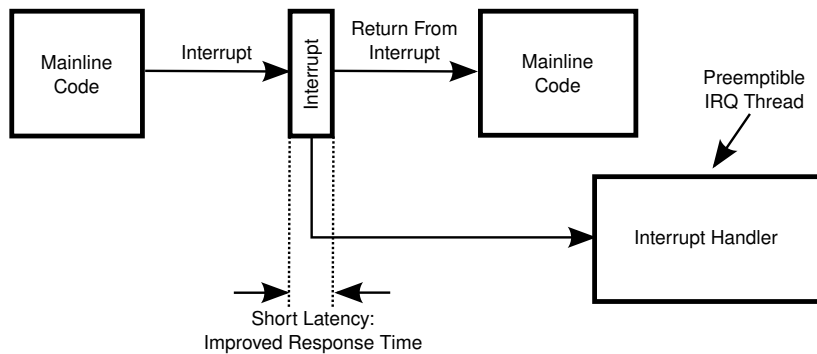 Mainline
Code
Interrupt
Interrupt
Return From
Interrupt
Mainline
Code
Preemptible
IRQ Thread
Interrupt Handler
Short Latency:
Improved Response Time